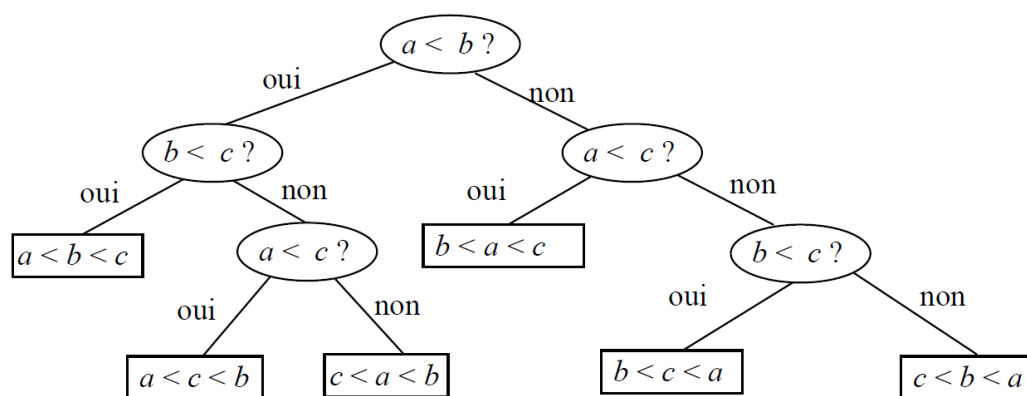 a < b ?
oui
non
b < c ?
a < c ?
oui
non
oui
non
a < b < c
a < c ?
b < a < c
b < c ?
oui
non
oui
non
a < c < b
c < a < b
b < c < a
c < b < a